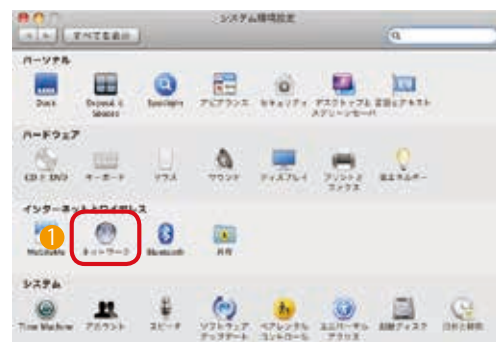 システム環境設定
すべてを表示
パーソナル
Dock
Exposé と Spaces
Spotlight
アピアランス
セキュリティ
デスクトップと スクリーンセーバ
言語とテキスト
ハードウェア
CD と DVD
キーボード
マウス
サウンド
ディスプレイ
プリントと ファクス
省エネルギー
インターネットとワイヤレス
1
MobileMe
ネットワーク
Bluetooth
共有
システム
Time Machine
アカウント
スピーチ
ソフトウェア アップデート
ペアレンタル コントロール
ユニバーサル アクセス
起動ディスク
日付と時刻